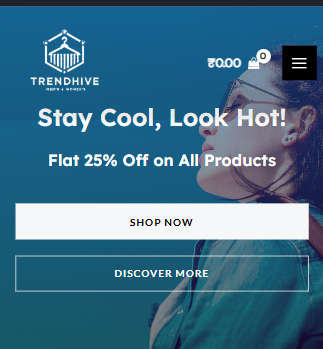 TRENDHIVE
MEN'S & WOMEN'S
₹0.00 0
Stay Cool, Look Hot!
Flat 25% Off on All Products
SHOP NOW
DISCOVER MORE